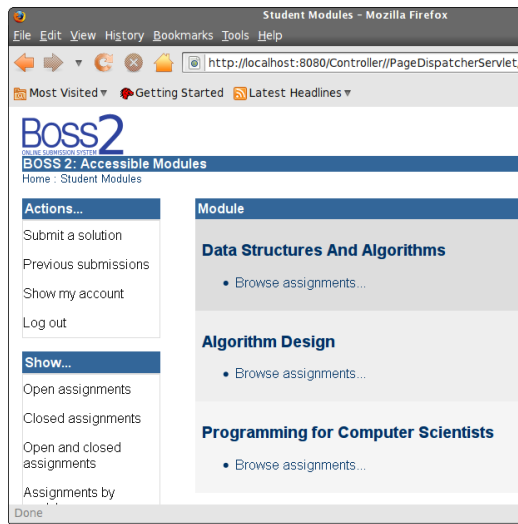 Student Modules - Mozilla Firefox
File Edit View History Bookmarks Tools Help
http://localhost:8080/Controller//PageDispatcherServlet
Most Visited Getting Started Latest Headlines
Boss2
ONLINE SUBMISSION SYSTEM
BOSS 2: Accessible Modules
Home : Student Modules
Actions...
Submit a solution
Previous submissions
Show my account
Log out
Show...
Open assignments
Closed assignments
Open and closed
assignments
Assignments by
Module
Data Structures And Algorithms
• Browse assignments...
Algorithm Design
• Browse assignments...
Programming for Computer Scientists
• Browse assignments...
Done